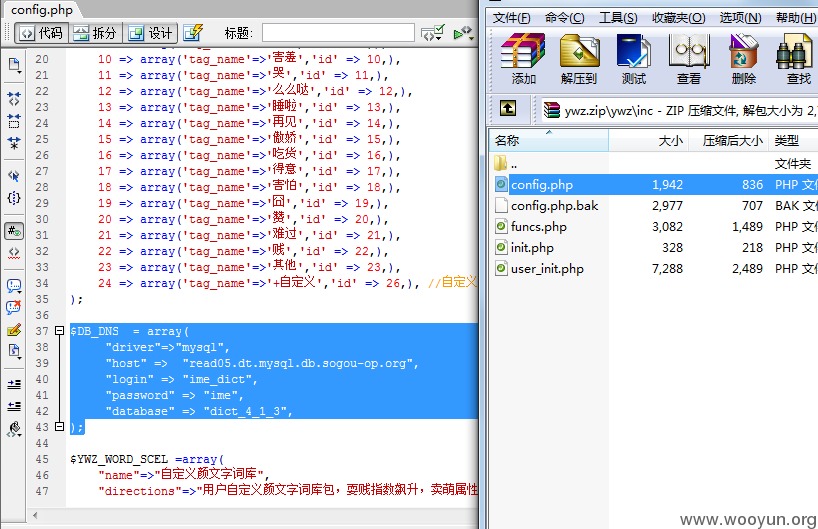 config.php
代码 拆分 设计 标题:
20 10 => array('tag_name'=>'害羞','id' => 10,),
21 11 => array('tag_name'=>'哭','id' => 11,),
22 12 => array('tag_name'=>'么么哒','id' => 12,),
23 13 => array('tag_name'=>'睡啦','id' => 13,),
24 14 => array('tag_name'=>'再见','id' => 14,),
25 15 => array('tag_name'=>'傲娇','id' => 15,),
26 16 => array('tag_name'=>'吃货','id' => 16,),
27 17 => array('tag_name'=>'得意','id' => 17,),
28 18 => array('tag_name'=>'害怕','id' => 18,),
29 19 => array('tag_name'=>'囧','id' => 19,),
30 20 => array('tag_name'=>'赞','id' => 20,),
31 21 => array('tag_name'=>'难过','id' => 21,),
32 22 => array('tag_name'=>'贱','id' => 22,),
33 23 => array('tag_name'=>'其他','id' => 23,),
34 24 => array('tag_name'=>'+自定义','id' => 26,), //自定义
35 );
36
37 $DB_DNS = array(
38 "driver"=>"mysql",
39 "host" => "read05.dt.mysql.db.sogou-op.org",
40 "login" => "ime_dict",
41 "password" => "ime",
42 "database" => "dict_4_1_3",
43 );
44
45 $YWZ_WORD_SCEL =array(
46 "name"=>"自定义颜文字词库",
47 "directions"=>"用户自定义颜文字词库包，耍贱指数飙升，卖萌属性
文件(F) 命令(C) 工具(S) 收藏夹(O) 选项(N) 帮助(H)
添加 解压到 测试 查看 删除 查找
ywz.zip\ywz\inc - ZIP 压缩文件, 解包大小为 2,
名称 大小 压缩后大小 类型
.. 文件夹
config.php 1,942 836 PHP 文件
config.php.bak 2,977 707 BAK 文件
funcs.php 3,082 1,489 PHP 文件
init.php 328 218 PHP 文件
user_init.php 7,288 2,489 PHP 文件
www.wooyun.org